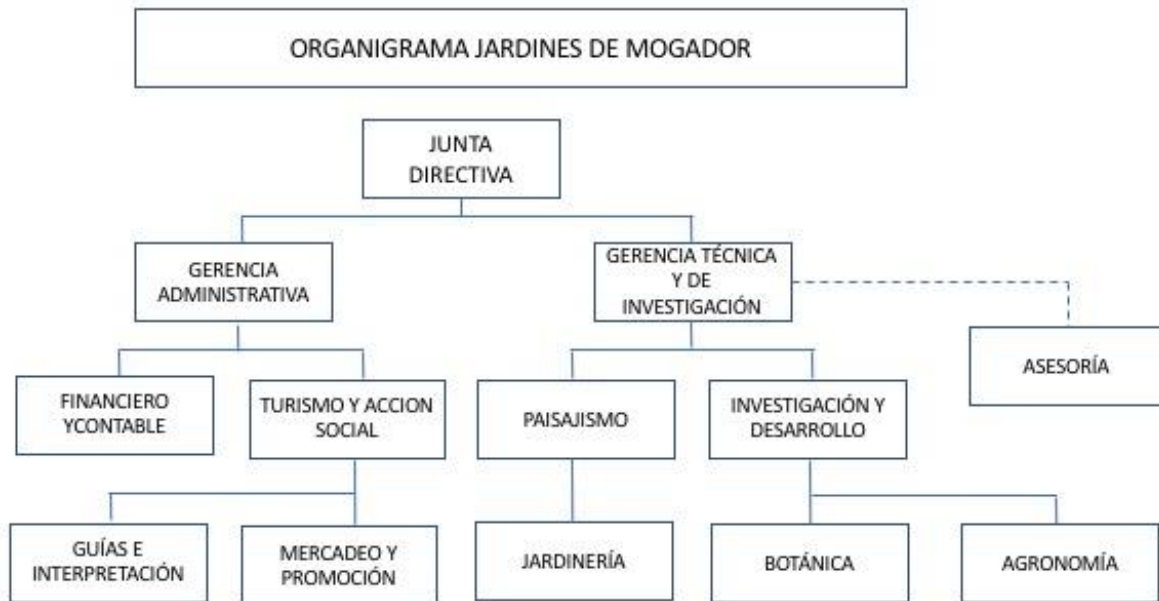 ORGANIGRAMA JARDINES DE MOGADOR
JUNTA
DIRECTIVA
GERENCIA
ADMINISTRATIVA
GERENCIA TÉCNICA
Y DE
INVESTIGACIÓN
ASESORÍA
FINANCIERO
YCONTABLE
TURISMO Y ACCION
SOCIAL
PAISAJISMO
INVESTIGACIÓN Y
DESARROLLO
GUÍAS E
INTERPRETACIÓN
MERCADEO Y
PROMOCIÓN
JARDINERÍA
BOTÁNICA
AGRONOMÍA